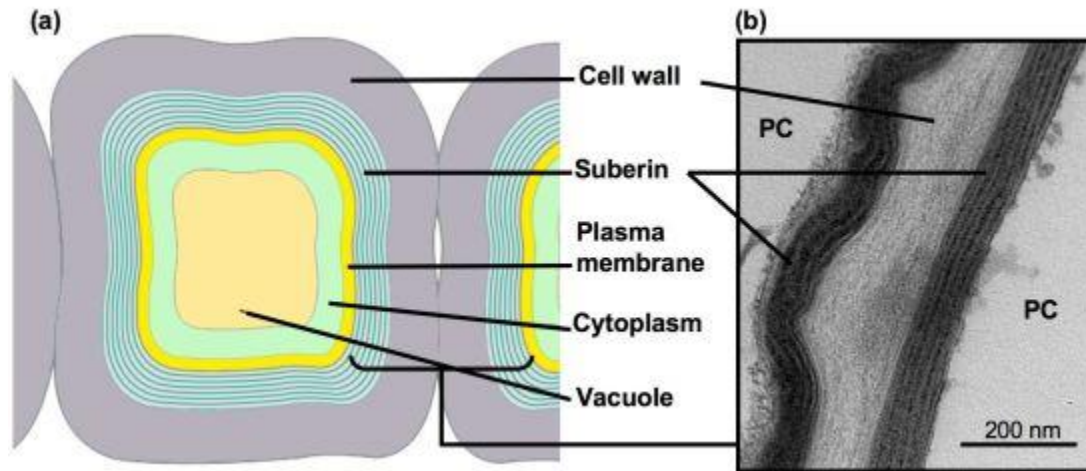 (a)
(b)
Cell wall
PC
Suberin
Plasma
membrane
PC
Cytoplasm
Vacuole
200 nm